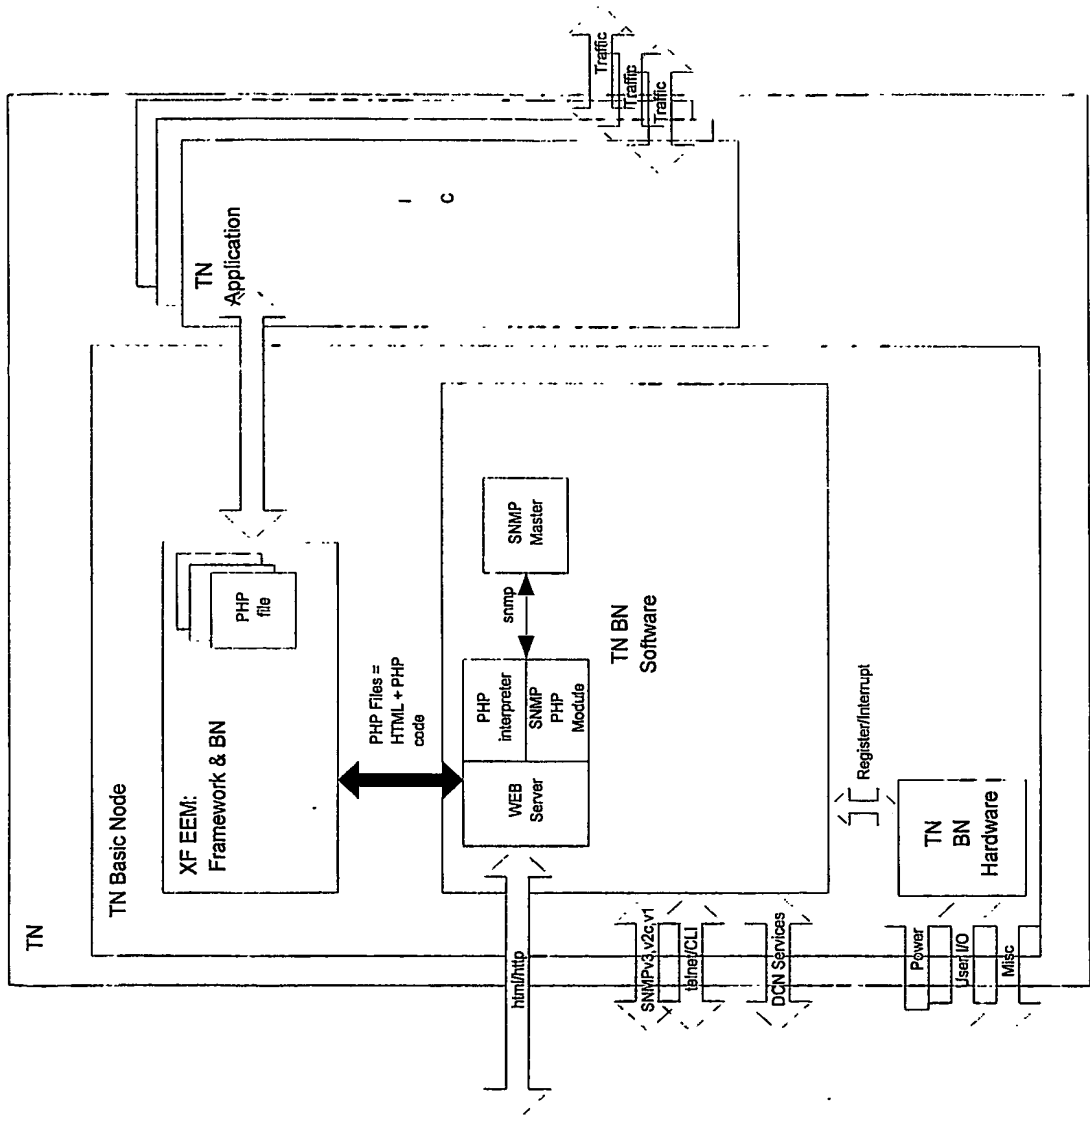 TN
TN Basic Node
XF EEM:
Framework & BN
PHP
file
TN
Application
I
C
Traffic
Traffic
Traffic
PHP Files =
HTML + PHP
code
html/http
WEB
Server
PHP
interpreter
SNMP
PHP
Module
snmp
SNMP
Master
TN BN
Software
SNMPv3,v2c,v1
telnet/CLI
DCN Services
Register/Interrupt
TN
BN
Hardware
Power
User I/O
Misc